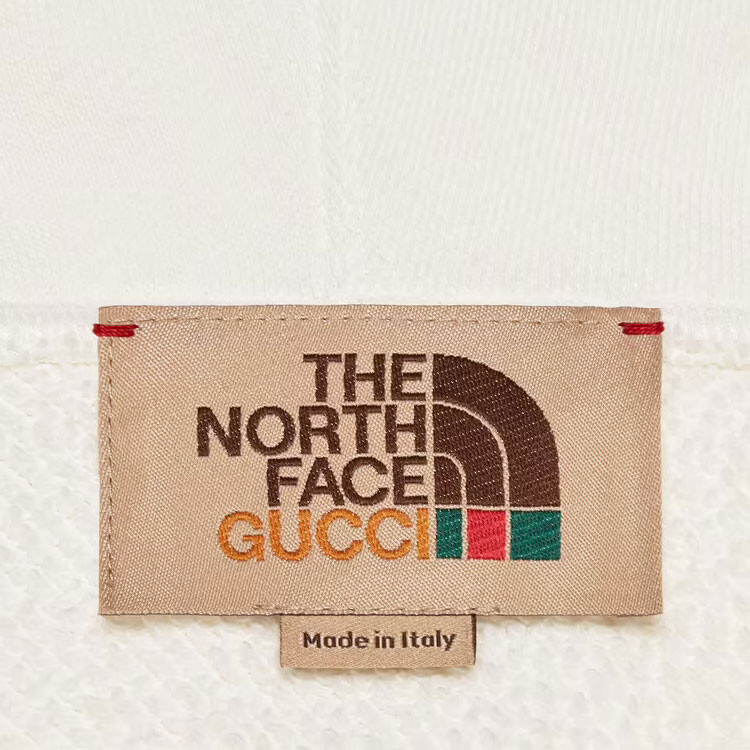 THE
NORTH
FACE
GUCCI
Made in Italy